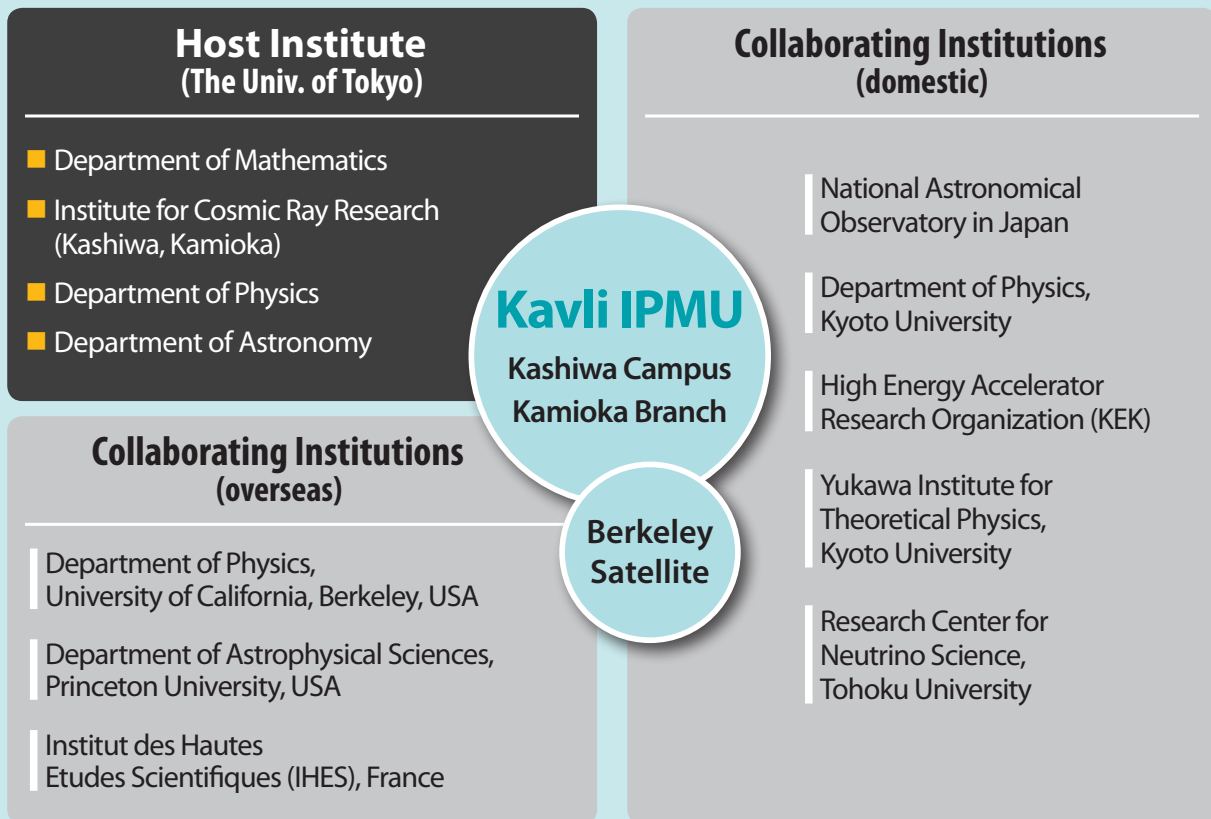 Host Institute
(The Univ. of Tokyo)
Department of Mathematics
Institute for Cosmic Ray Research
(Kashiwa, Kamioka)
Department of Physics
Department of Astronomy
Collaborating Institutions
(domestic)
National Astronomical
Observatory in Japan
Department of Physics,
Kyoto University
High Energy Accelerator
Research Organization (KEK)
Yukawa Institute for
Theoretical Physics,
Kyoto University
Research Center for
Neutrino Science,
Tohoku University
Kavli IPMU
Kashiwa Campus
Kamioka Branch
Berkeley
Satellite
Collaborating Institutions
(overseas)
Department of Physics,
University of California, Berkeley, USA
Department of Astrophysical Sciences,
Princeton University, USA
Institut des Hautes
Etudes Scientifiques (IHES), France